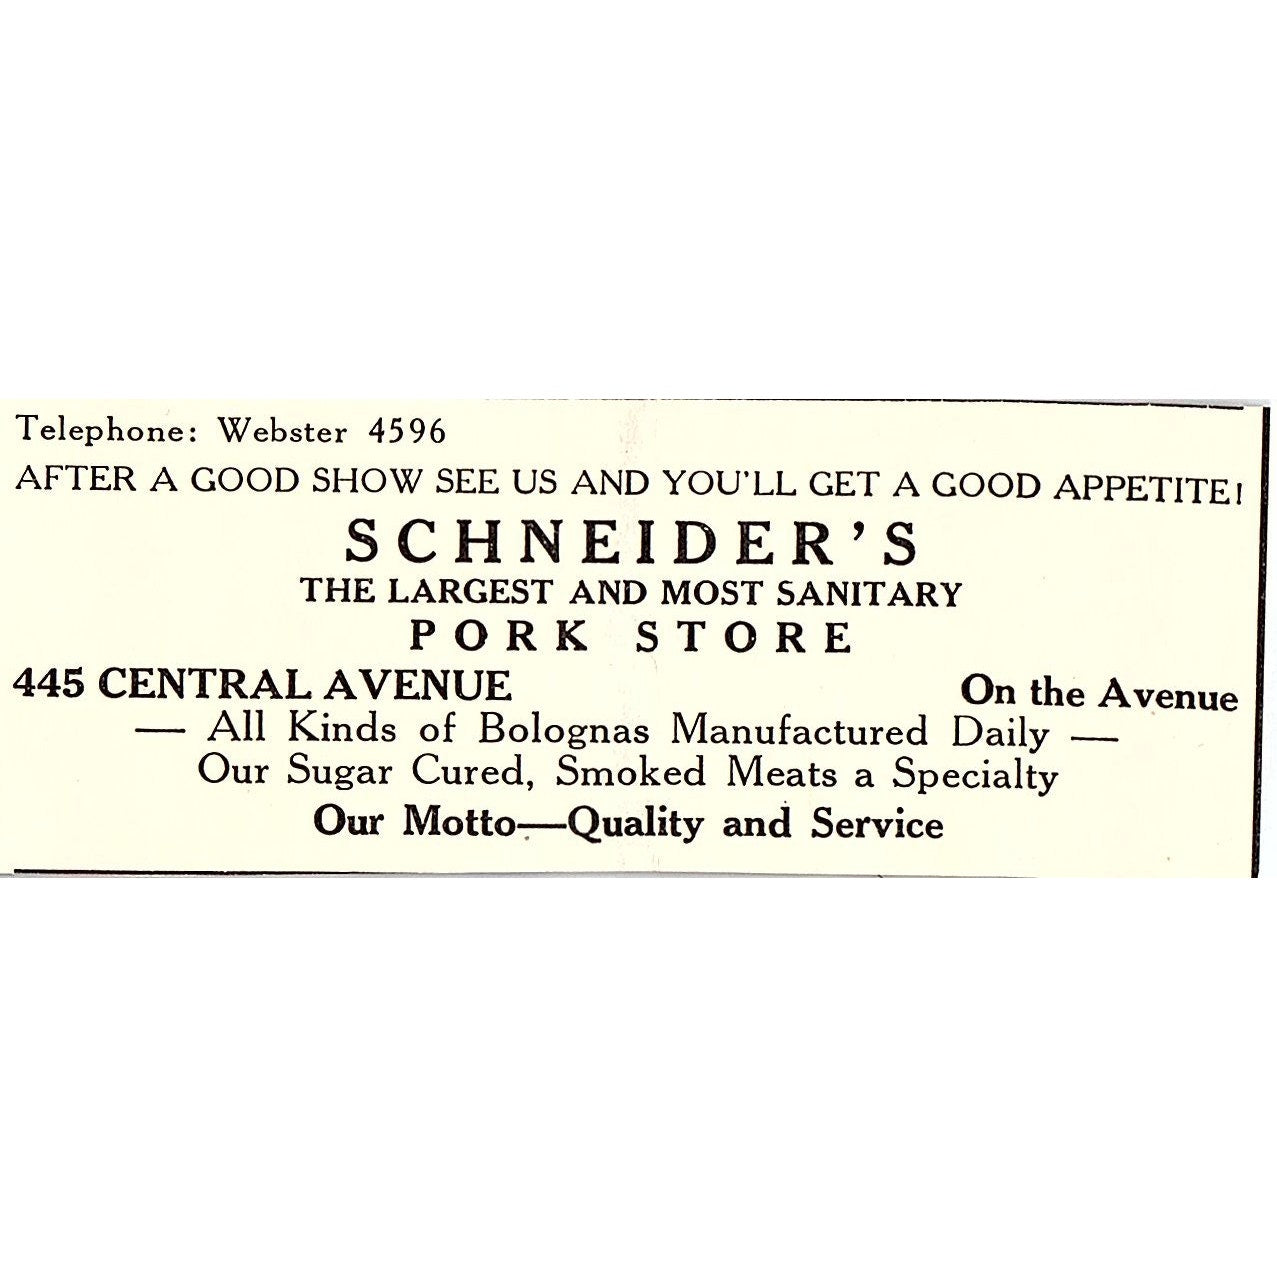 Telephone: Webster 4596
AFTER A GOOD SHOW SEE US AND YOU'LL GET A GOOD APPETITE!
SCHNEIDER'S
THE LARGEST AND MOST SANITARY
PORK STORE
445 CENTRAL AVENUE On the Avenue
— All Kinds of Bolognas Manufactured Daily —
Our Sugar Cured, Smoked Meats a Specialty
Our Motto—Quality and Service